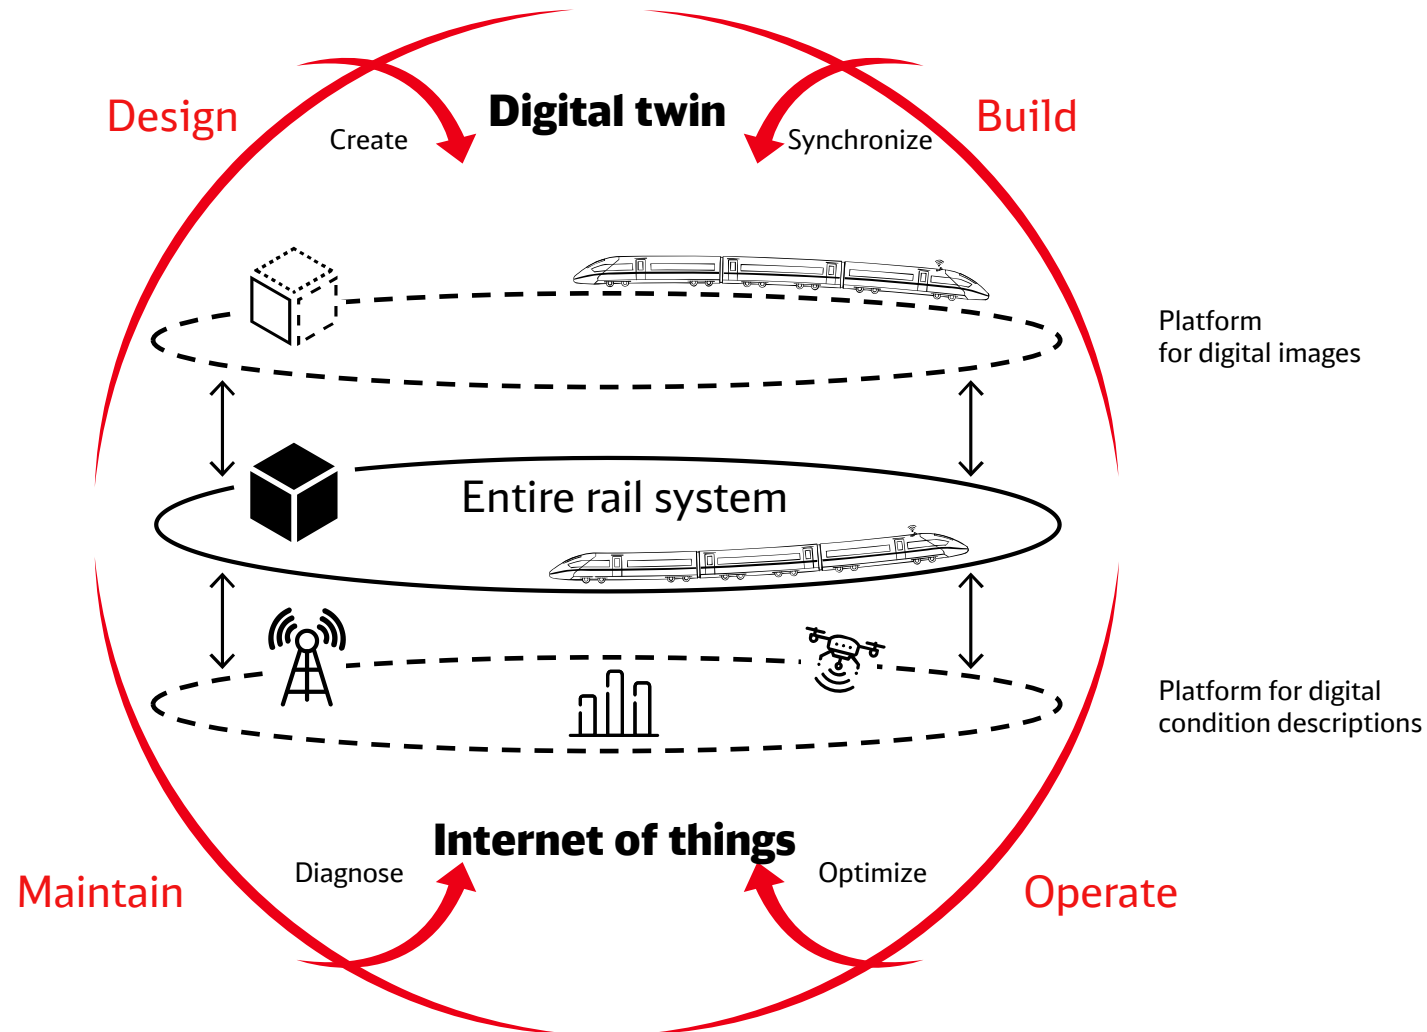 Digital twin
Design
Build
Create
Synchronize
Platform
for digital images
Entire rail system
Platform for digital
condition descriptions
Internet of things
Diagnose
Optimize
Maintain
Operate